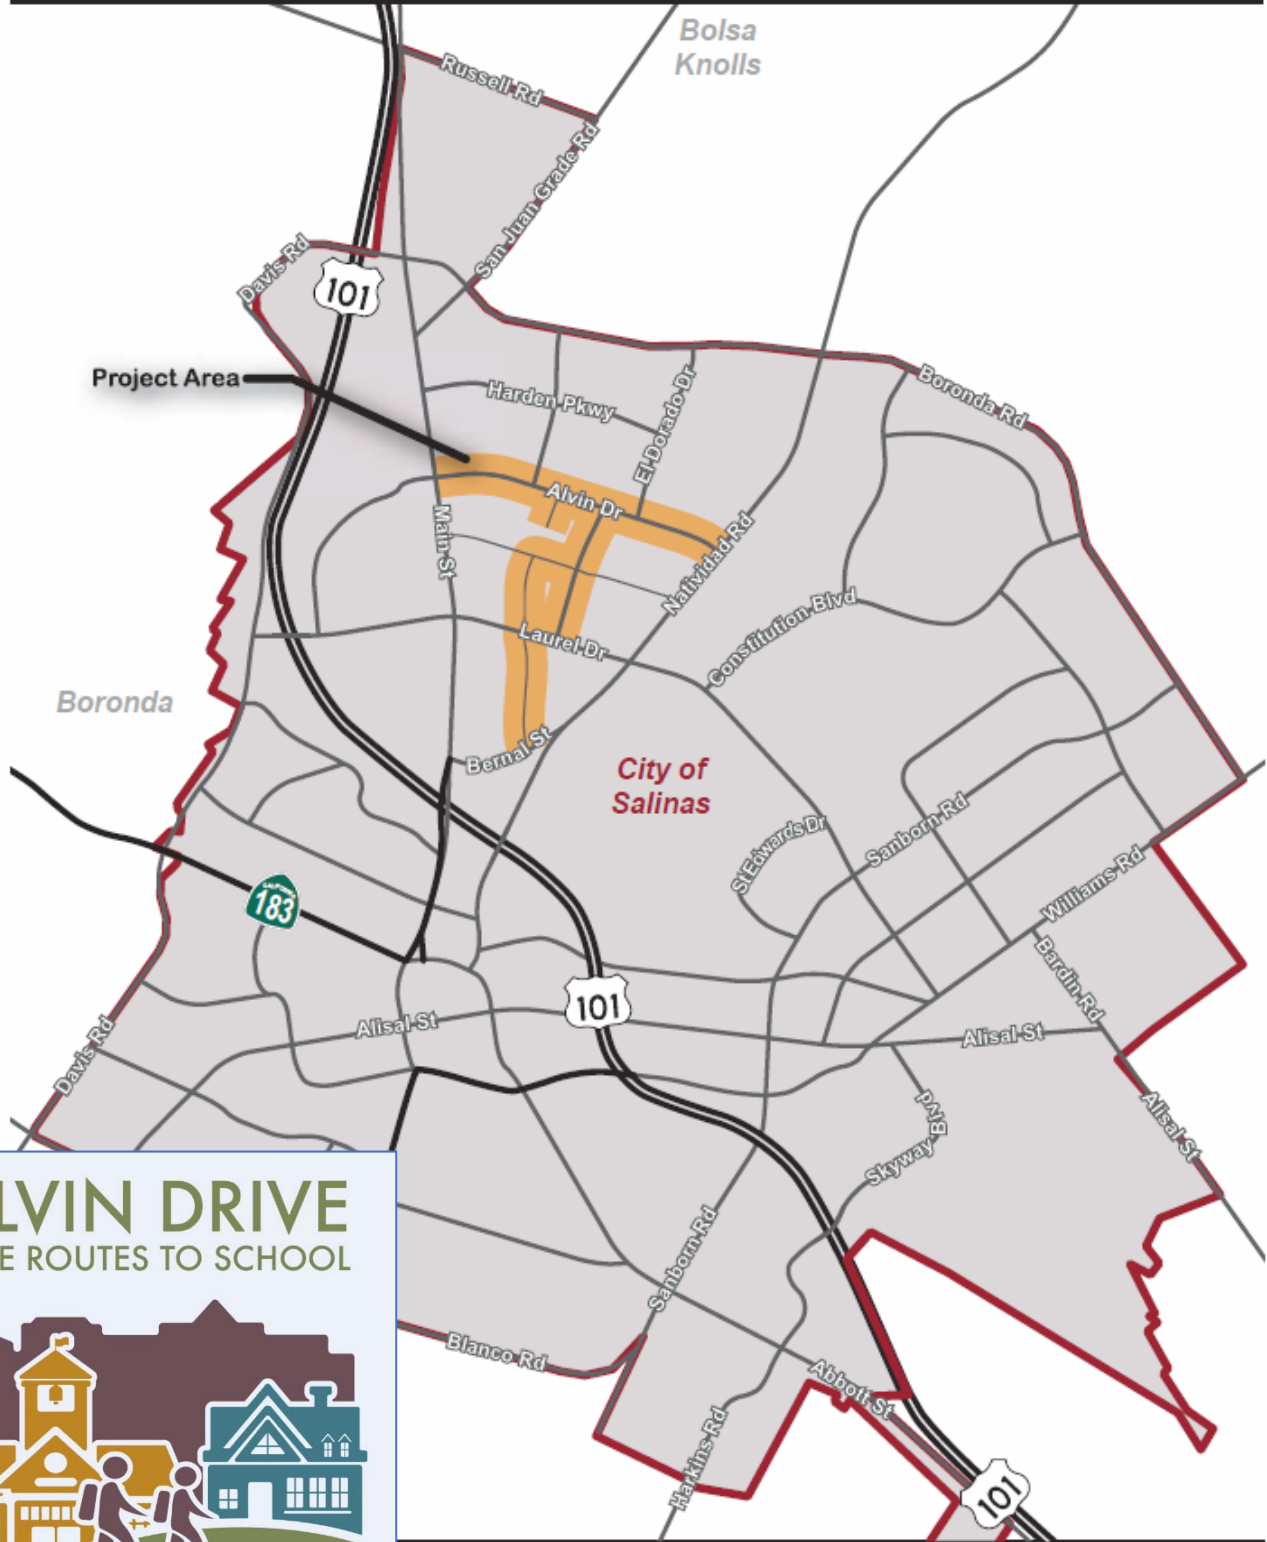 Bolsa
Knolls
Russell Rd
San Juan Grade Rd
Davis Rd
101
Project Area
Harden Pkwy
El Dorado Dr
Boronda Rd
Alvin Dr
Main St
Natividad Rd
Constitution Blvd
Laurel Dr
Boronda
Bernal St
City of
Salinas
St Edwards Dr
Sanborn Rd
Williams Rd
CALIFORNIA
183
Bardin Rd
101
Alisal St
Alisal St
Davis Rd
Skyway Blvd
Alisal St
LVIN DRIVE
E ROUTES TO SCHOOL
Sanborn Rd
Blanco Rd
Abbott St
Harkins Rd
101